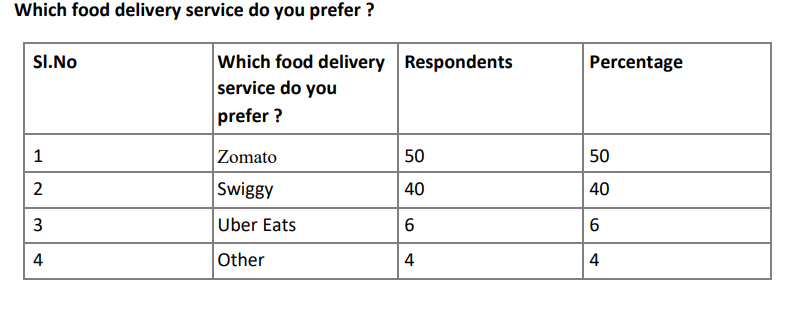 Which food delivery service do you prefer ?
Sl.No Which food delivery service do you prefer ? Respondents Percentage
1 Zomato 50 50
2 Swiggy 40 40
3 Uber Eats 6 6
4 Other 4 4